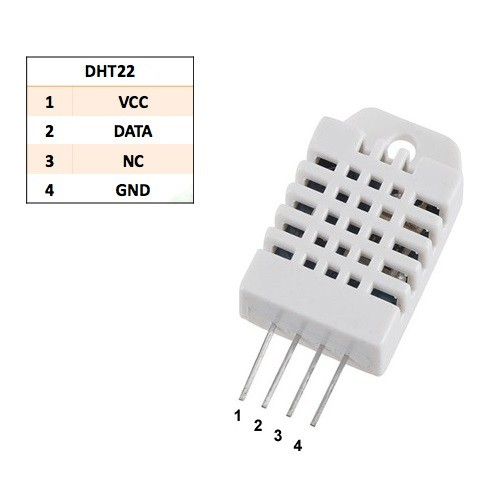 DHT22
1 VCC
2 DATA
3 NC
4 GND
1
2
3
4